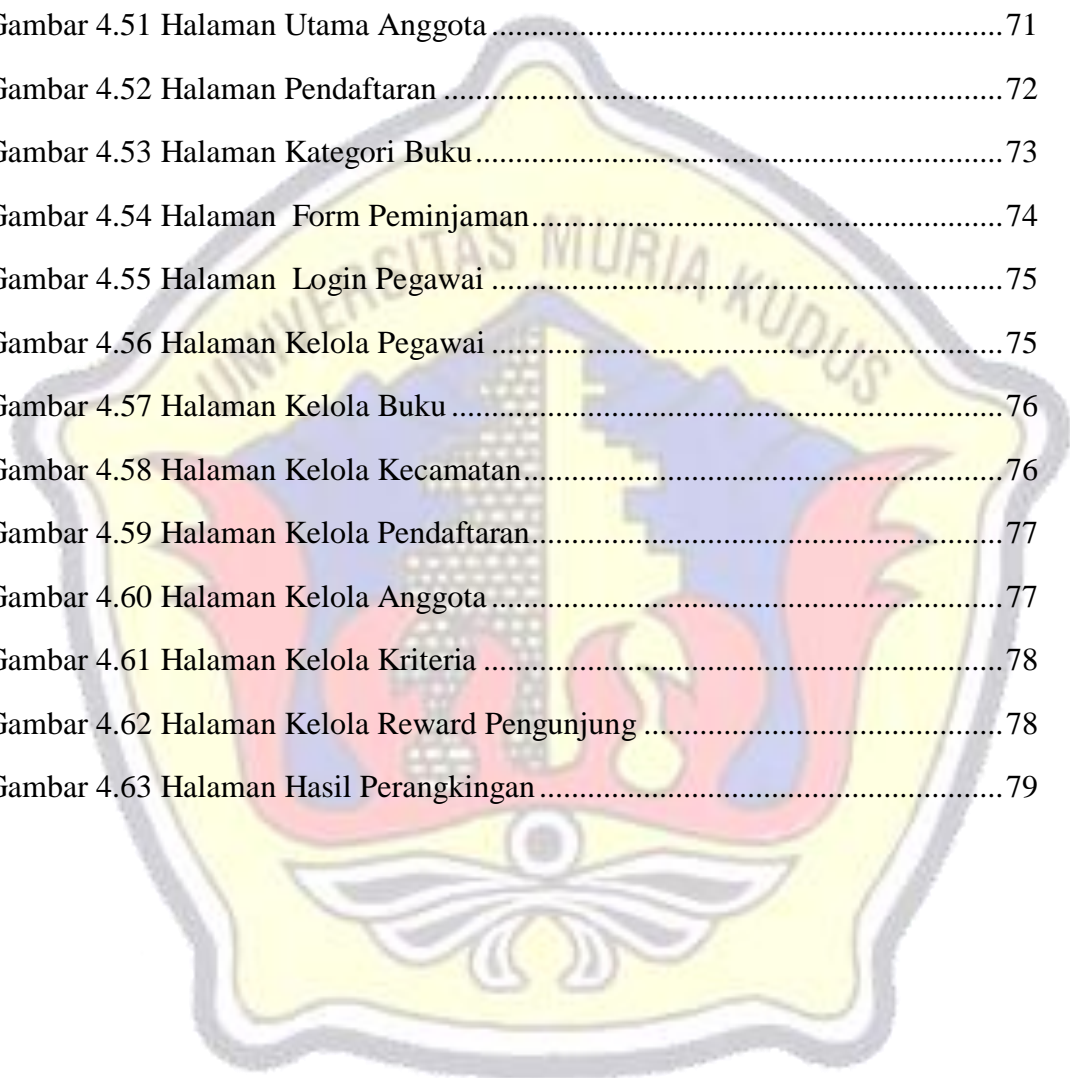 Gambar 4.51 Halaman Utama Anggota ................................................................ 71
Gambar 4.52 Halaman Pendaftaran ...................................................................... 72
Gambar 4.53 Halaman Kategori Buku .................................................................. 73
Gambar 4.54 Halaman  Form Peminjaman ........................................................... 74
Gambar 4.55 Halaman  Login Pegawai ................................................................ 75
Gambar 4.56 Halaman Kelola Pegawai ................................................................ 75
Gambar 4.57 Halaman Kelola Buku ..................................................................... 76
Gambar 4.58 Halaman Kelola Kecamatan ............................................................ 76
Gambar 4.59 Halaman Kelola Pendaftaran ........................................................... 77
Gambar 4.60 Halaman Kelola Anggota ................................................................ 77
Gambar 4.61 Halaman Kelola Kriteria ................................................................. 78
Gambar 4.62 Halaman Kelola Reward Pengunjung ............................................. 78
Gambar 4.63 Halaman Hasil Perangkingan .......................................................... 79
UNIVERSITAS MURIA KUDUS